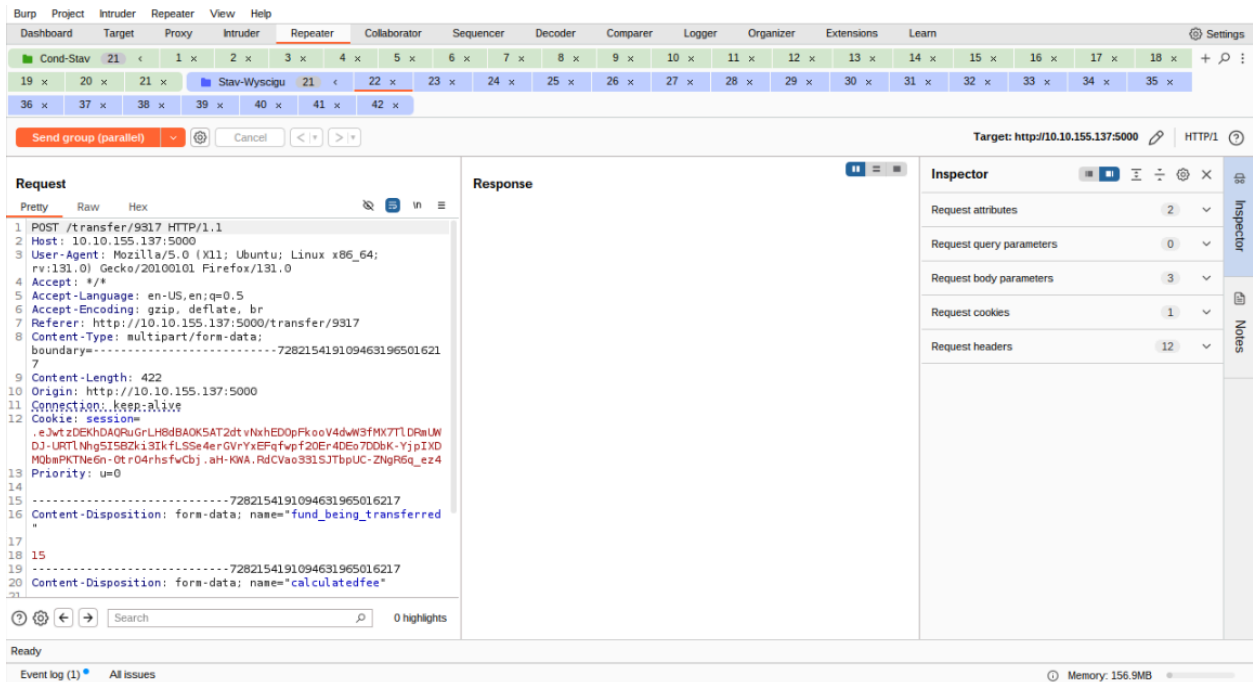 Burp Project Intruder Repeater View Help
Dashboard Target Proxy Intruder Repeater Collaborator Sequencer Decoder Comparer Logger Organizer Extensions Learn Settings
Cond-Stav 21 < 1 × 2 × 3 × 4 × 5 × 6 × 7 × 8 × 9 × 10 × 11 × 12 × 13 × 14 × 15 × 16 × 17 × 18 × +
19 × 20 × 21 × Stav-Wyscigu 21 < 22 × 23 × 24 × 25 × 26 × 27 × 28 × 29 × 30 × 31 × 32 × 33 × 34 × 35 ×
36 × 37 × 38 × 39 × 40 × 41 × 42 ×
Send group (parallel) Cancel < > Target: http://10.10.155.137:5000 HTTP/1 ?
Request
Pretty Raw Hex \n
1 POST /transfer/9317 HTTP/1.1
2 Host: 10.10.155.137:5000
3 User-Agent: Mozilla/5.0 (X11; Ubuntu; Linux x86_64;
rv:131.0) Gecko/20100101 Firefox/131.0
4 Accept: */*
5 Accept-Language: en-US,en;q=0.5
6 Accept-Encoding: gzip, deflate, br
7 Referer: http://10.10.155.137:5000/transfer/9317
8 Content-Type: multipart/form-data;
boundary=---------------------------728215419109463196501621
7
9 Content-Length: 422
10 Origin: http://10.10.155.137:5000
11 Connection: keep-alive
12 Cookie: session=
13 Priority: u=0
14
15 -----------------------------7282154191094631965016217
16 Content-Disposition: form-data; name="fund_being_transferred
"
17
18 15
19 -----------------------------7282154191094631965016217
20 Content-Disposition: form-data; name="calculatedfee"
21
Search 0 highlights
Response
Inspector
Request attributes 2
Request query parameters 0
Request body parameters 3
Request cookies 1
Request headers 12
Inspector
Notes
Ready
Event log (1) All issues Memory: 156.9MB